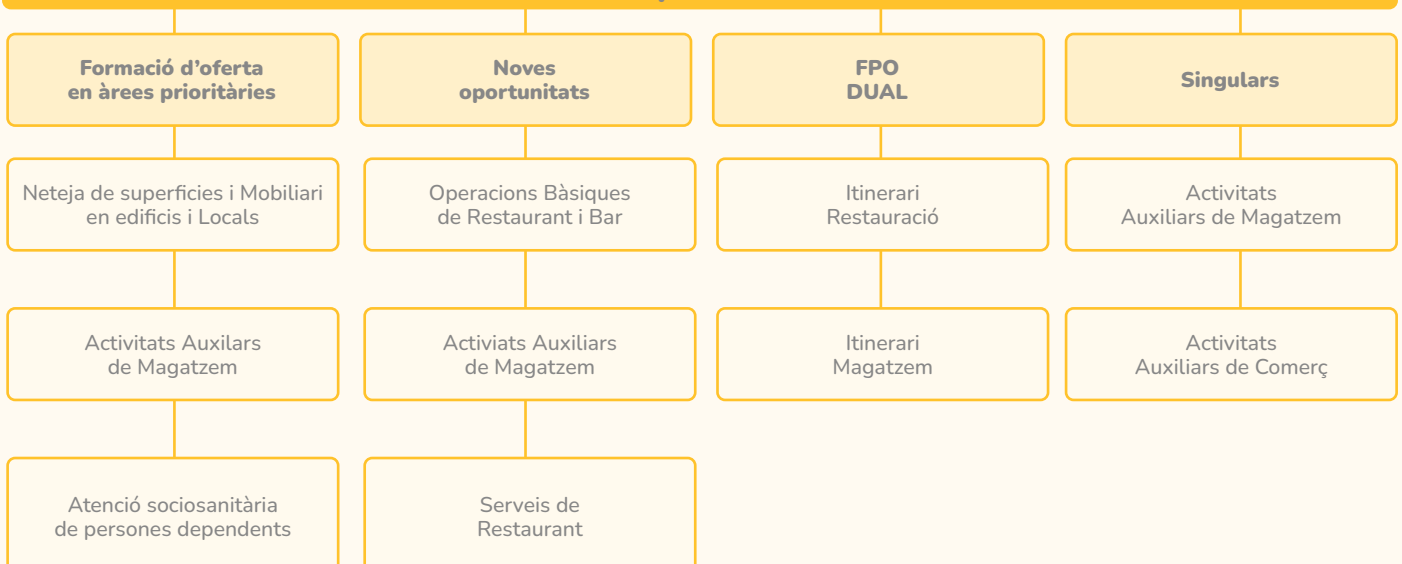 Formació d’oferta
en àrees prioritàries
Noves
oportunitats
FPO
DUAL
Singulars
Neteja de superficies i Mobiliari
en edificis i Locals
Operacions Bàsiques
de Restaurant i Bar
Itinerari
Restauració
Activitats
Auxiliars de Magatzem
Activitats Auxilars
de Magatzem
Activiats Auxiliars
de Magatzem
Itinerari
Magatzem
Activitats
Auxiliars de Comerç
Atenció sociosanitària
de persones dependents
Serveis de
Restaurant